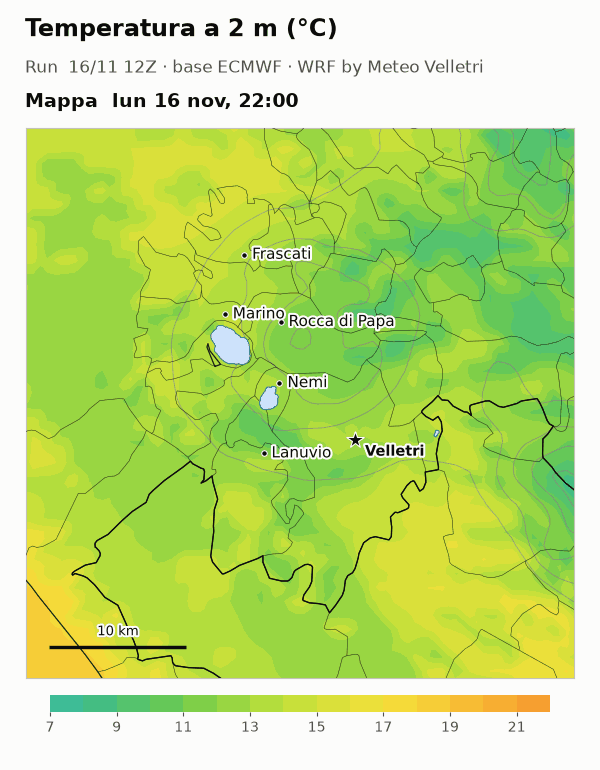 Temperatura a 2 m (°C)
Run  16/11 12Z · base ECMWF · WRF by Meteo Velletri
Mappa  lun 16 nov, 22:00
Frascati
Marino
Rocca di Papa
Nemi
Velletri
Lanuvio
10 km
7 9 11 13 15 17 19 21